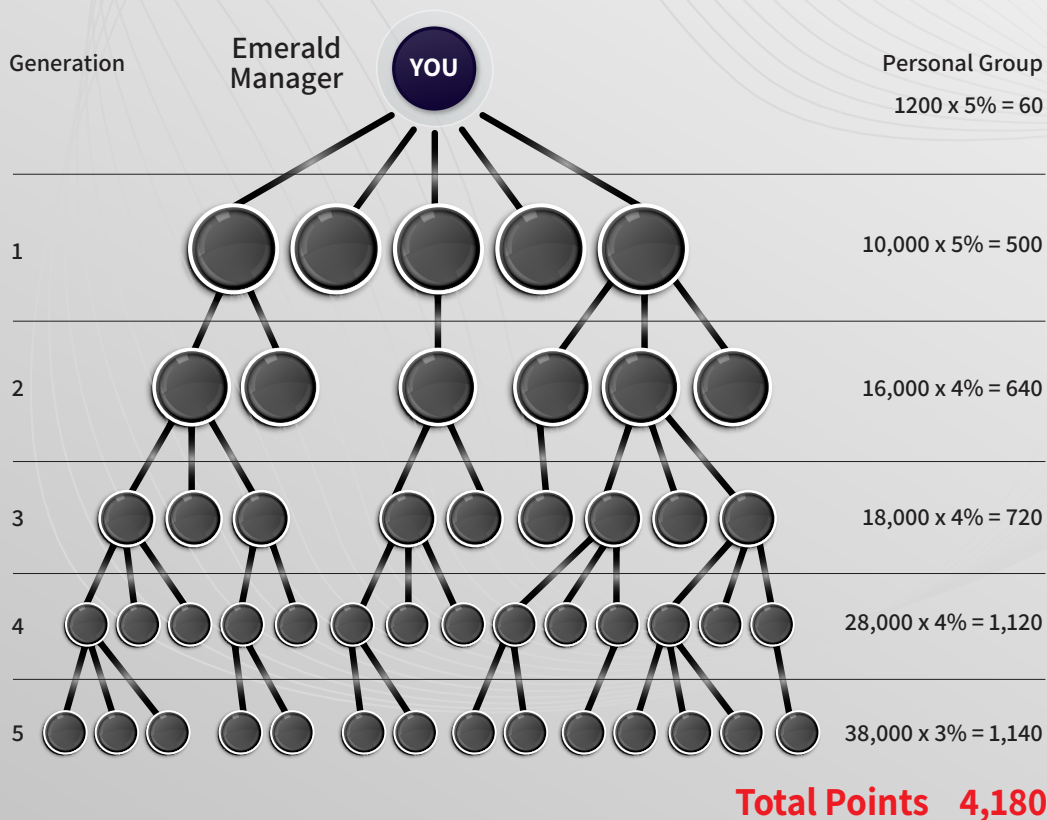 Generation
Emerald
Manager
YOU
Personal Group
1200 x 5% = 60
1
10,000 x 5% = 500
2
16,000 x 4% = 640
3
18,000 x 4% = 720
4
28,000 x 4% = 1,120
5
38,000 x 3% = 1,140
Total Points 4,180